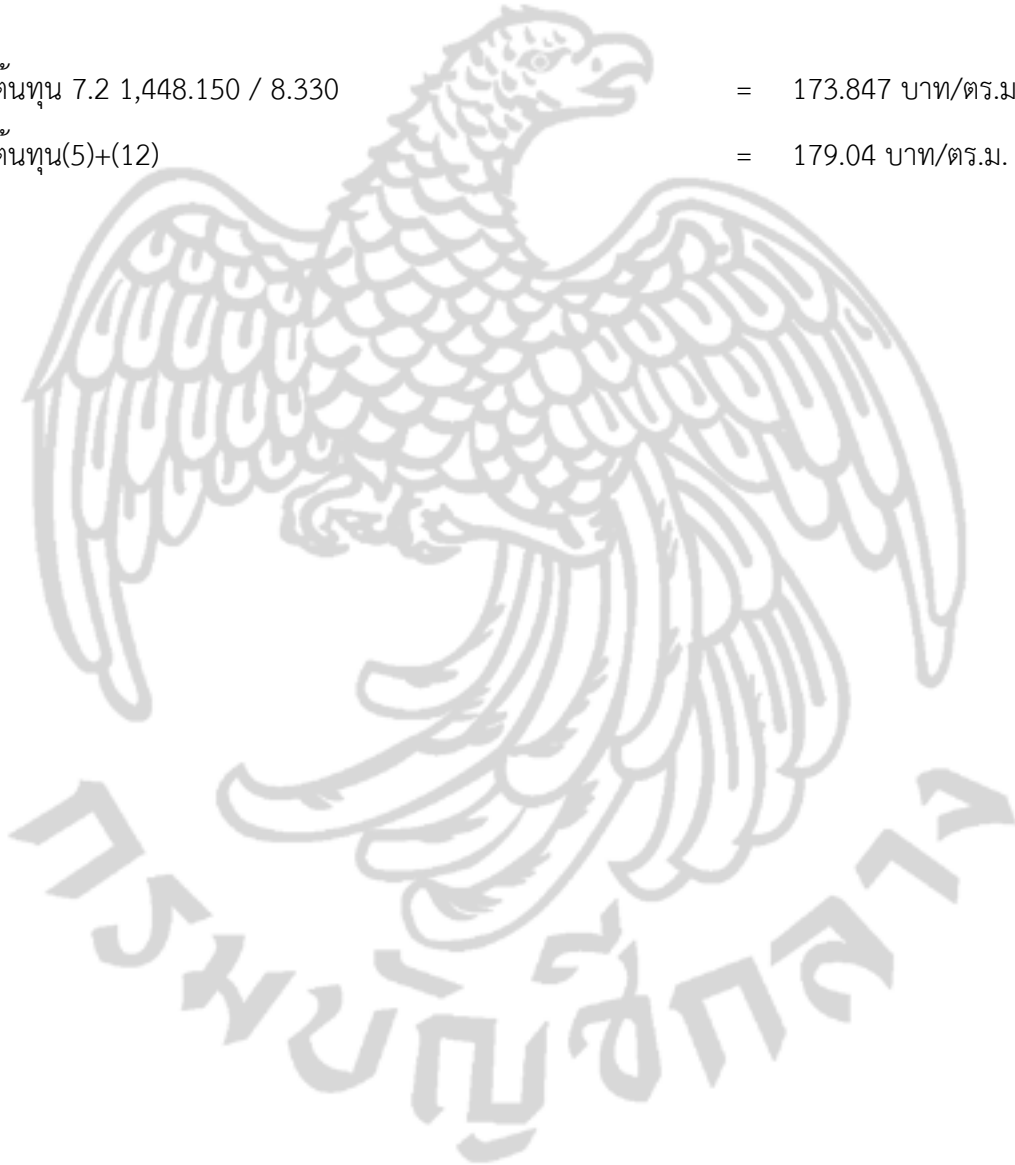 ต้นทุน 7.2 1,448.150 / 8.330 = 173.847 บาท/ตร.ม
ต้นทุน(5)+(12) = 179.04 บาท/ตร.ม.
กรมบัญชีกลาง